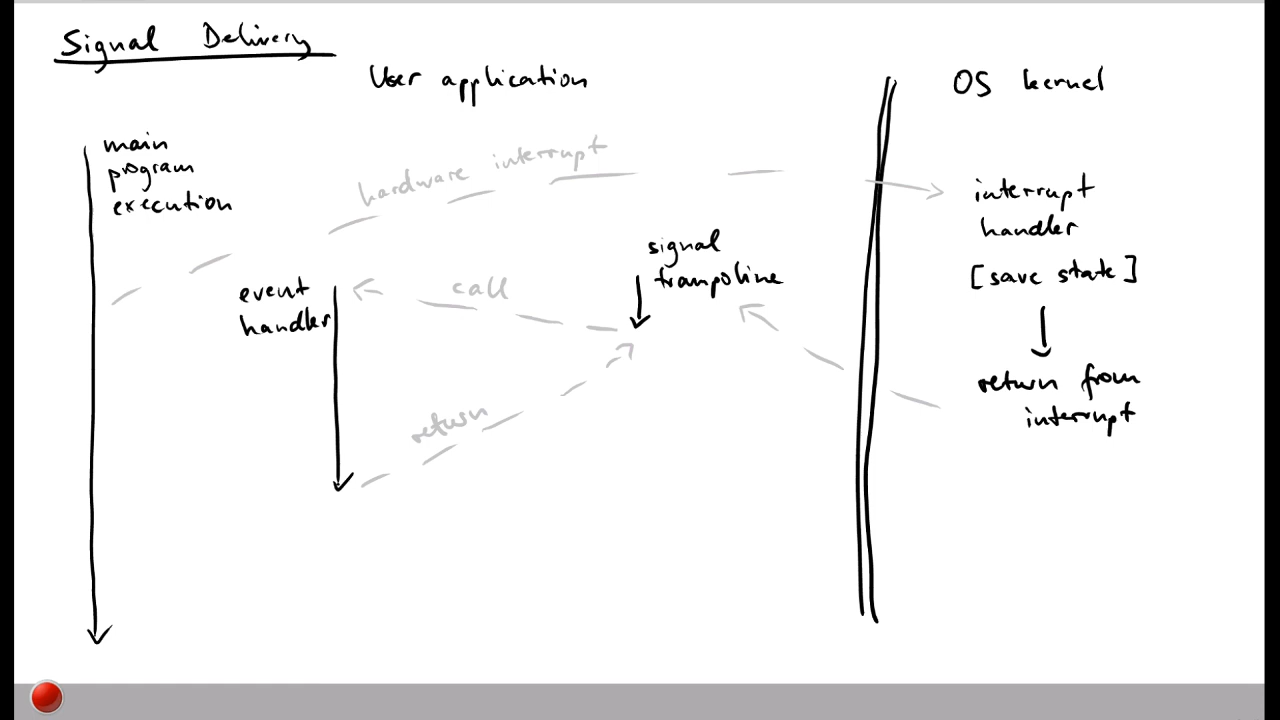 Signal Delivery
User application
OS kernel
main
program
execution
hardware interrupt
interrupt
handler
[save state]
signal
trampoline
event
handler
call
return from
interrupt
return